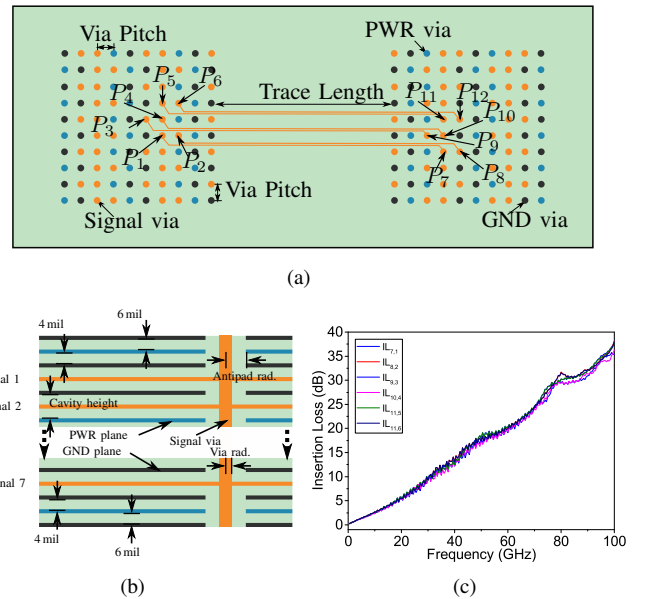 Via Pitch
PWR via
P5
P6
Trace Length
P11
P12
P4
P3
P10
P9
P1
P2
P7
P8
Via Pitch
Signal via
GND via
(a)
4 mil
6 mil
Antipad rad.
nal 1
Cavity height
nal 2
PWR plane
Signal via
GND plane
Via rad.
nal 7
4 mil
6 mil
(b)
40
35
30
25
20
15
10
5
0
Insertion Loss (dB)
IL7,1
IL8,2
IL9,3
IL10,4
IL11,5
IL11,6
0 20 40 60 80 100
Frequency (GHz)
(c)